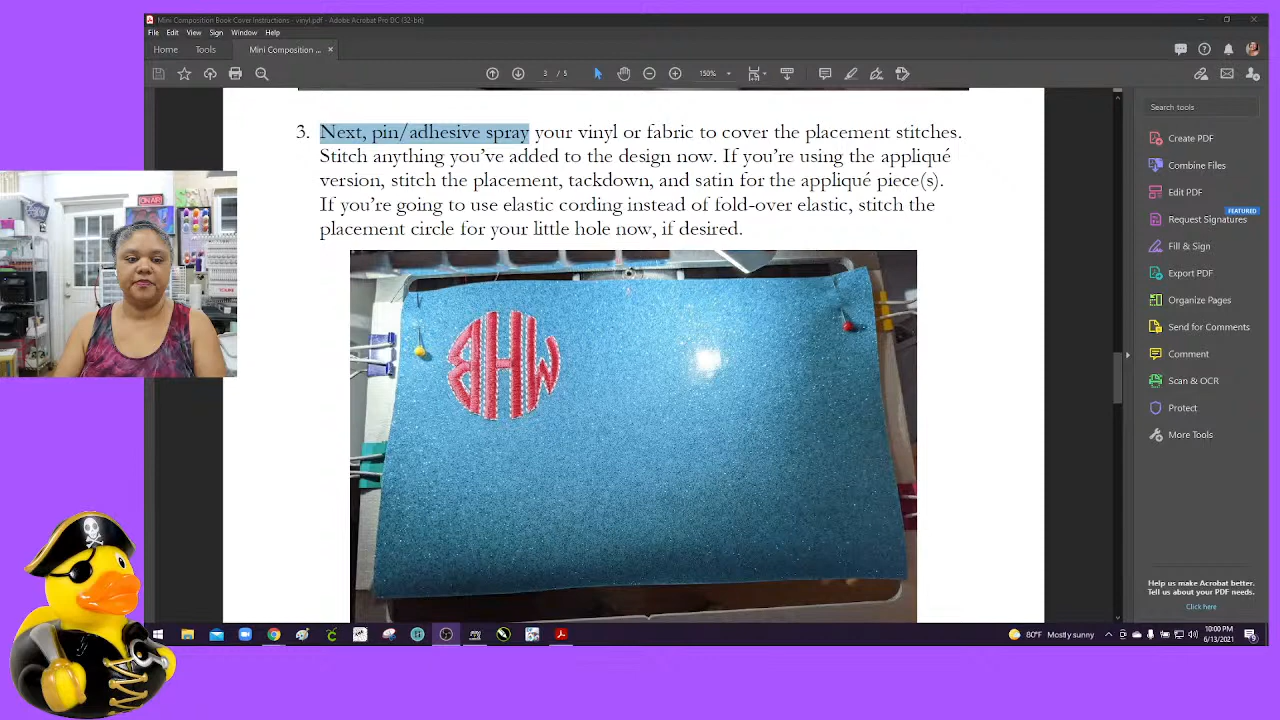 Mini Composition Book Cover Instructions - vinyl.pdf - Adobe Acrobat Pro DC (32-bit)
File Edit View Sign Window Help
Home Tools Mini Composition ... ×
3 / 5 150%
Search tools
3. Next, pin/adhesive spray your vinyl or fabric to cover the placement stitches.
Stitch anything you've added to the design now. If you're using the appliqué
version, stitch the placement, tackdown, and satin for the appliqué piece(s).
If you're going to use elastic cording instead of fold-over elastic, stitch the
placement circle for your little hole now, if desired.
Create PDF
Combine Files
Edit PDF
FEATURED
Request Signatures
Fill & Sign
Export PDF
Organize Pages
Send for Comments
Comment
Scan & OCR
Protect
More Tools
Help us make Acrobat better.
Tell us about your PDF needs.
Click here
ON AIR
BHW
80°F Mostly sunny
10:00 PM
6/13/2021